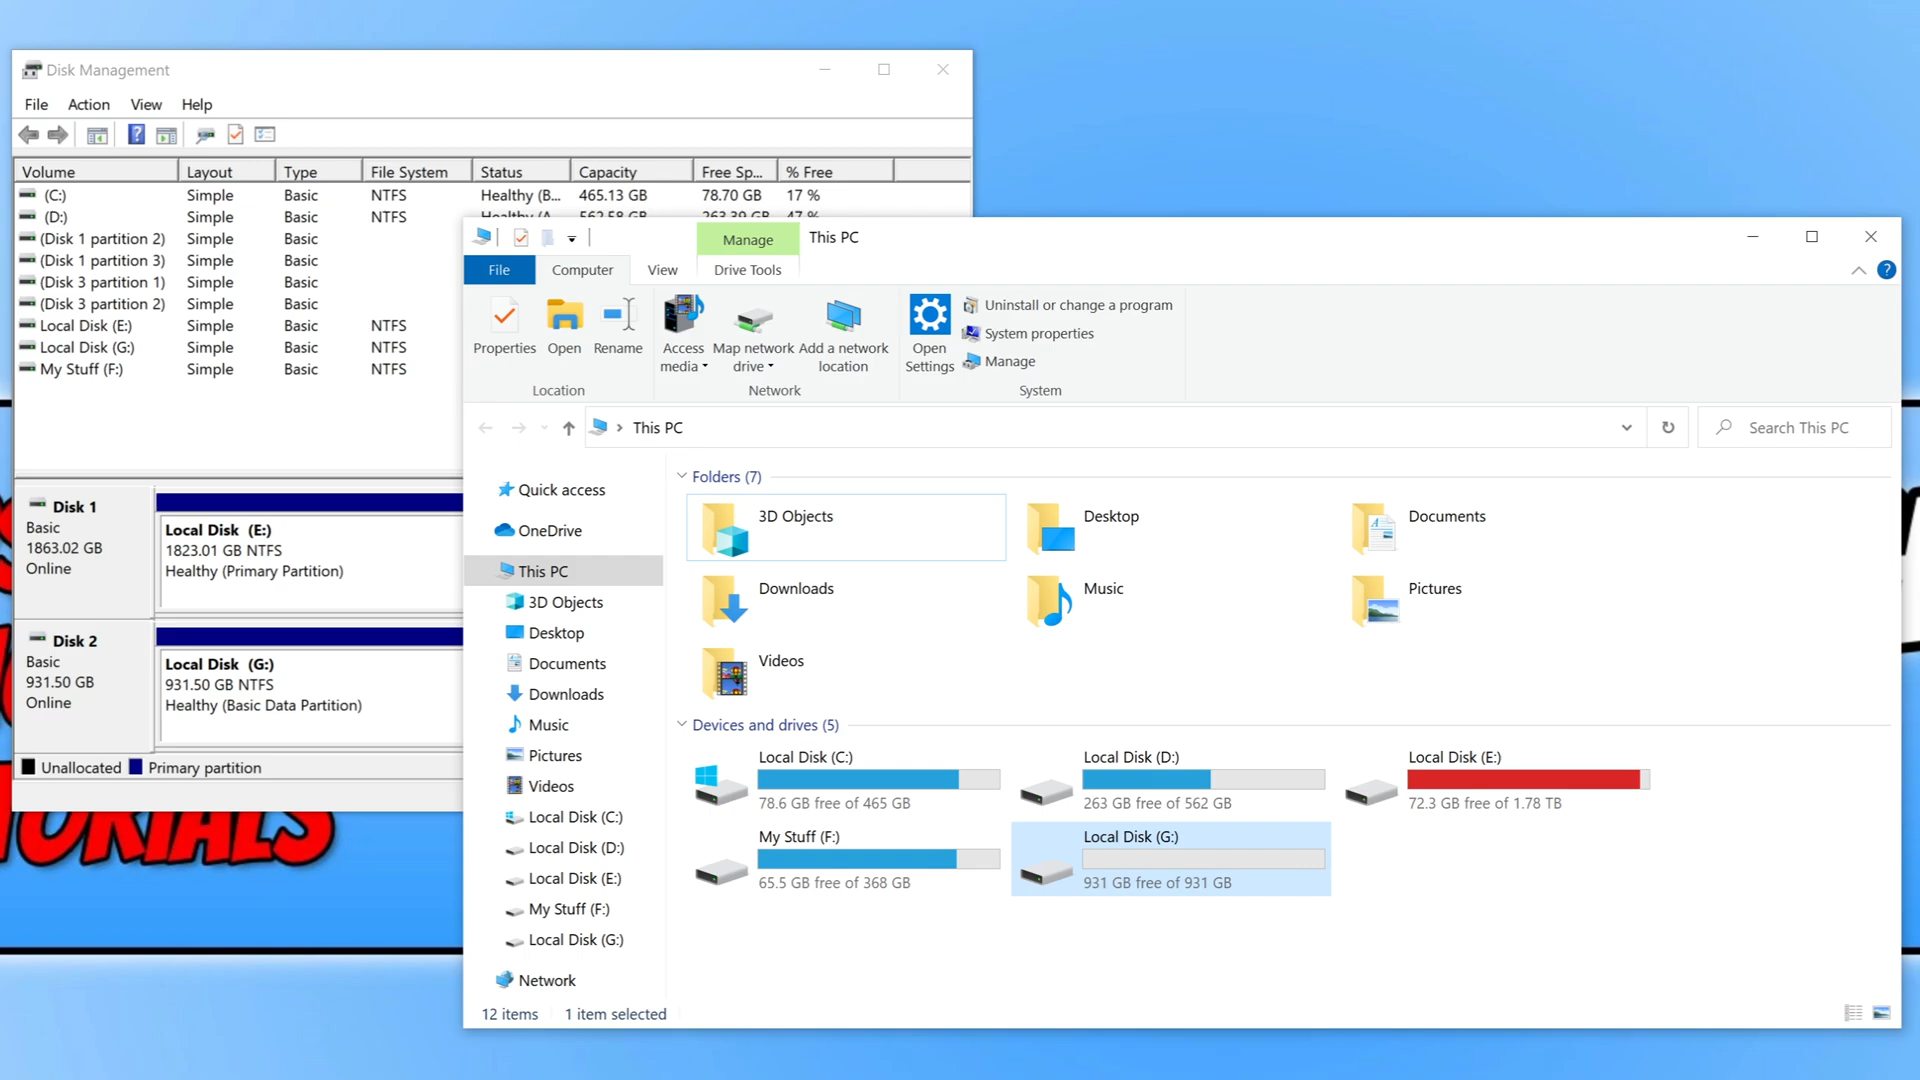 Disk Management
File Action View Help
Volume Layout Type File System Status Capacity Free Sp... % Free
(C:) Simple Basic NTFS Healthy (B... 465.13 GB 78.70 GB 17 %
(D:) Simple Basic NTFS Healthy (A... 562.58 GB 263.39 GB 47 %
(Disk 1 partition 2) Simple Basic
(Disk 1 partition 3) Simple Basic
(Disk 3 partition 1) Simple Basic
(Disk 3 partition 2) Simple Basic
Local Disk (E:) Simple Basic NTFS
Local Disk (G:) Simple Basic NTFS
My Stuff (F:) Simple Basic NTFS
Disk 1
Basic
1863.02 GB
Online
Local Disk (E:)
1823.01 GB NTFS
Healthy (Primary Partition)
Disk 2
Basic
931.50 GB
Online
Local Disk (G:)
931.50 GB NTFS
Healthy (Basic Data Partition)
Unallocated Primary partition
TORIALS
Manage This PC
File Computer View Drive Tools
Properties Open Rename
Location
Access media
Map network drive
Add a network location
Network
Open Settings
Uninstall or change a program
System properties
Manage
System
This PC
Search This PC
Quick access
OneDrive
This PC
3D Objects
Desktop
Documents
Downloads
Music
Pictures
Videos
Local Disk (C:)
Local Disk (D:)
Local Disk (E:)
My Stuff (F:)
Local Disk (G:)
Network
Folders (7)
3D Objects Desktop Documents
Downloads Music Pictures
Videos
Devices and drives (5)
Local Disk (C:)
78.6 GB free of 465 GB
Local Disk (D:)
263 GB free of 562 GB
Local Disk (E:)
72.3 GB free of 1.78 TB
My Stuff (F:)
65.5 GB free of 368 GB
Local Disk (G:)
931 GB free of 931 GB
12 items 1 item selected